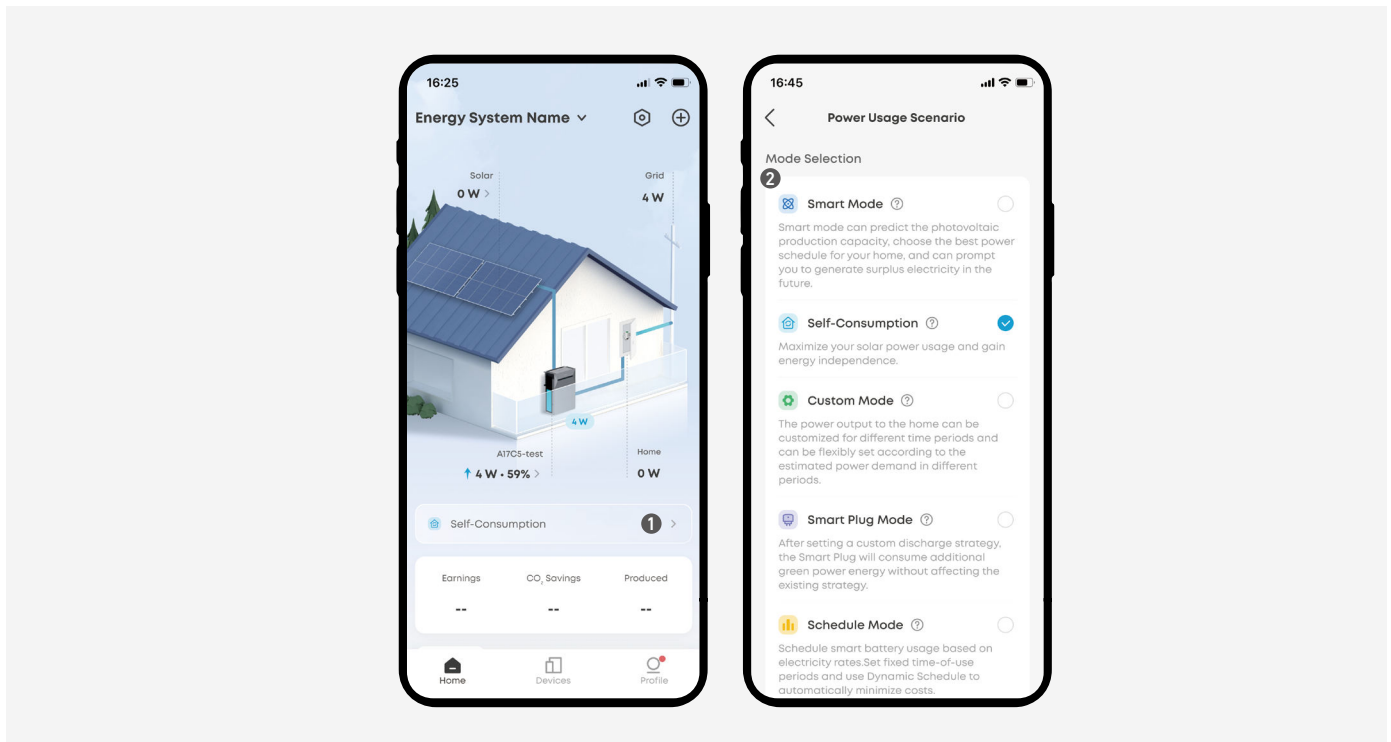 16:25
Energy System Name
Solar
0 W >
Grid
4 W
4 W
A17C5-test
4 W • 59% >
Home
0 W
Self-Consumption
1
Earnings
CO₂ Savings
Produced
--
--
--
Home
Devices
Profile
16:45
Power Usage Scenario
Mode Selection
2
Smart Mode ?
Smart mode can predict the photovoltaic
production capacity, choose the best power
schedule for your home, and can prompt
you to generate surplus electricity in the
future.
Self-Consumption ?
Maximize your solar power usage and gain
energy independence.
Custom Mode ?
The power output to the home can be
customized for different time periods and
can be flexibly set according to the
estimated power demand in different
periods.
Smart Plug Mode ?
After setting a custom discharge strategy,
the Smart Plug will consume additional
green power energy without affecting the
existing strategy.
Schedule Mode ?
Schedule smart battery usage based on
electricity rates.Set fixed time-of-use
periods and use Dynamic Schedule to
automatically minimize costs.